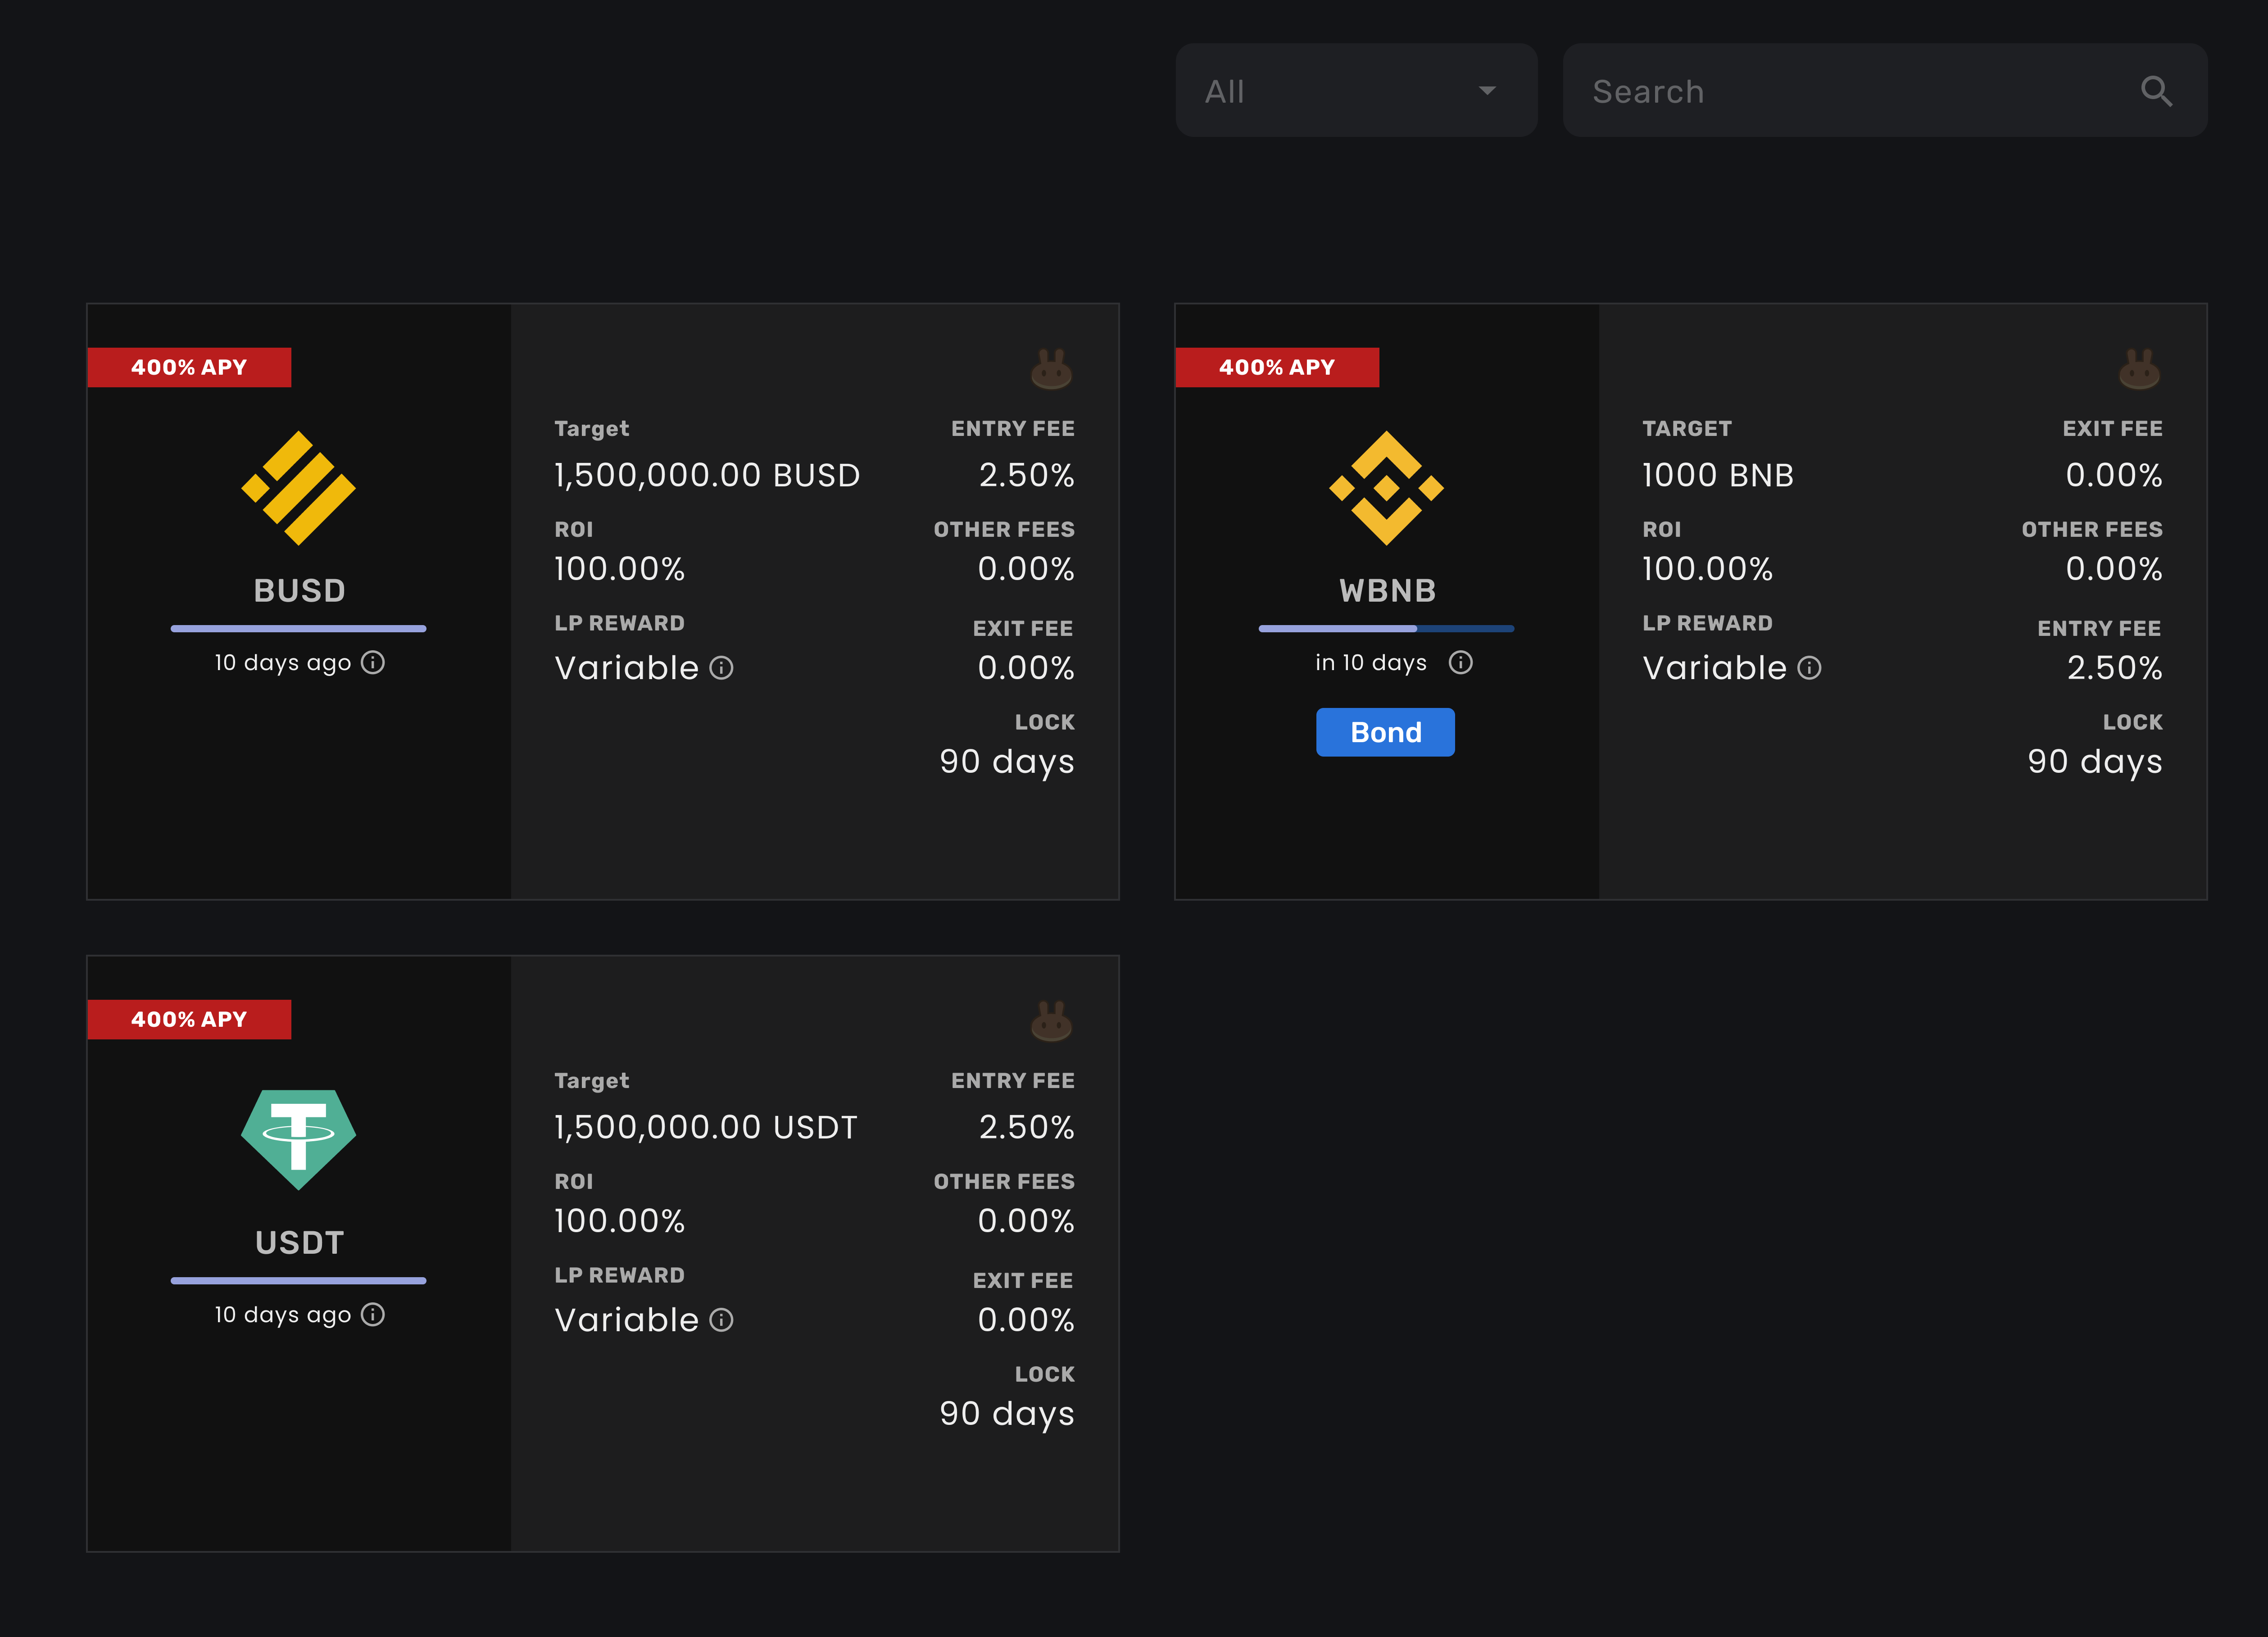 All
Search
400% APY
BUSD
10 days ago
Target
1,500,000.00 BUSD
ROI
100.00%
LP REWARD
Variable
ENTRY FEE
2.50%
OTHER FEES
0.00%
EXIT FEE
0.00%
LOCK
90 days
400% APY
WBNB
in 10 days
Bond
TARGET
1000 BNB
ROI
100.00%
LP REWARD
Variable
EXIT FEE
0.00%
OTHER FEES
0.00%
ENTRY FEE
2.50%
LOCK
90 days
400% APY
USDT
10 days ago
Target
1,500,000.00 USDT
ROI
100.00%
LP REWARD
Variable
ENTRY FEE
2.50%
OTHER FEES
0.00%
EXIT FEE
0.00%
LOCK
90 days